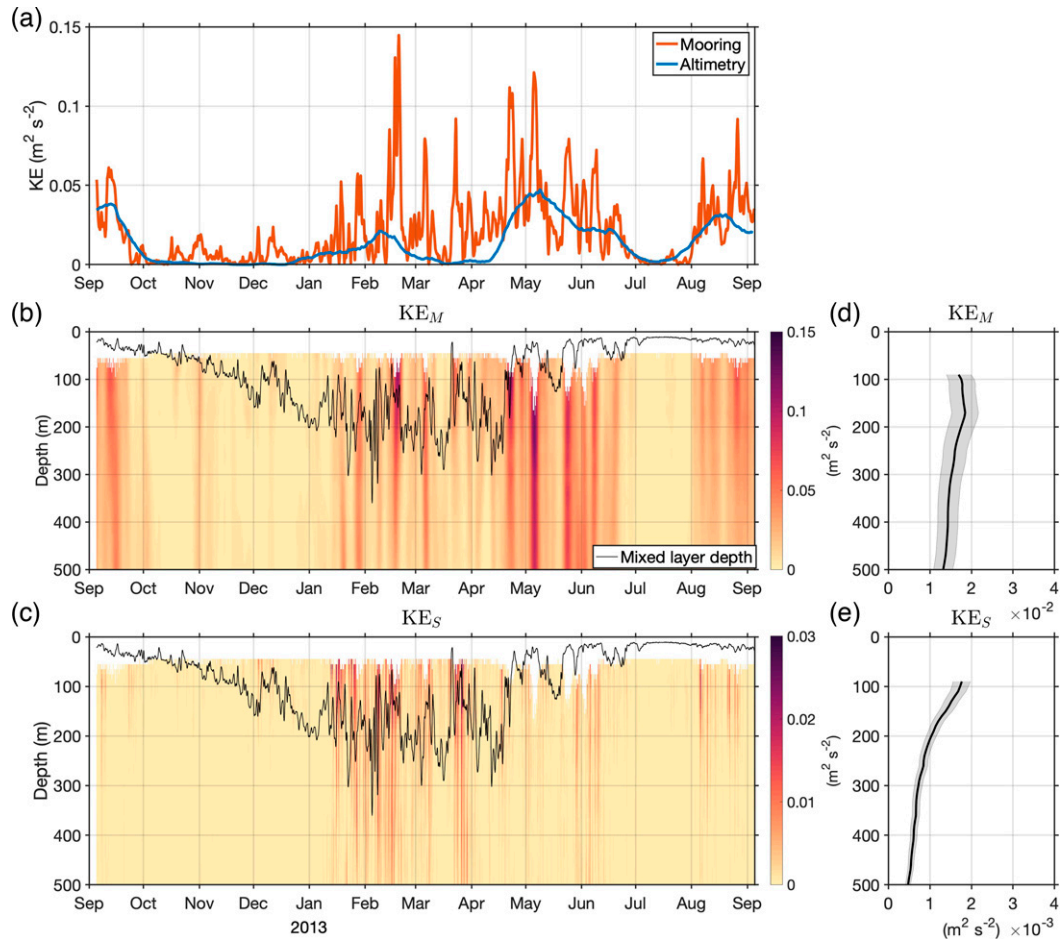 (a)
0.15
0.1
0.05
0
KE (m² s⁻²)
Mooring
Altimetry
Sep Oct Nov Dec Jan Feb Mar Apr May Jun Jul Aug Sep
(b)
KE_M
0
100
200
300
400
500
Depth (m)
Mixed layer depth
Sep Oct Nov Dec Jan Feb Mar Apr May Jun Jul Aug Sep
0.15
0.1
0.05
0
(d)
KE_M
0
100
200
300
400
500
(m² s⁻²)
0 1 2 3 4
×10⁻²
(c)
KE_S
0
100
200
300
400
500
Depth (m)
Sep Oct Nov Dec Jan Feb Mar Apr May Jun Jul Aug Sep
2013
0.03
0.02
0.01
0
(e)
KE_S
0
100
200
300
400
500
(m² s⁻²)
0 1 2 3 4
(m² s⁻²) ×10⁻³